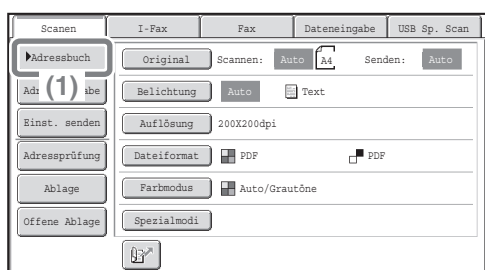 Scanen I-Fax Fax Dateneingabe USB Sp. Scan
Adressbuch Original Scannen: Auto A4 Senden: Auto
(1) Belichtung Auto Text
Einst. senden Auflösung 200X200dpi
Adressprüfung Dateiformat PDF PDF
Ablage Farbmodus Auto/Grautöne
Offene Ablage Spezialmodi